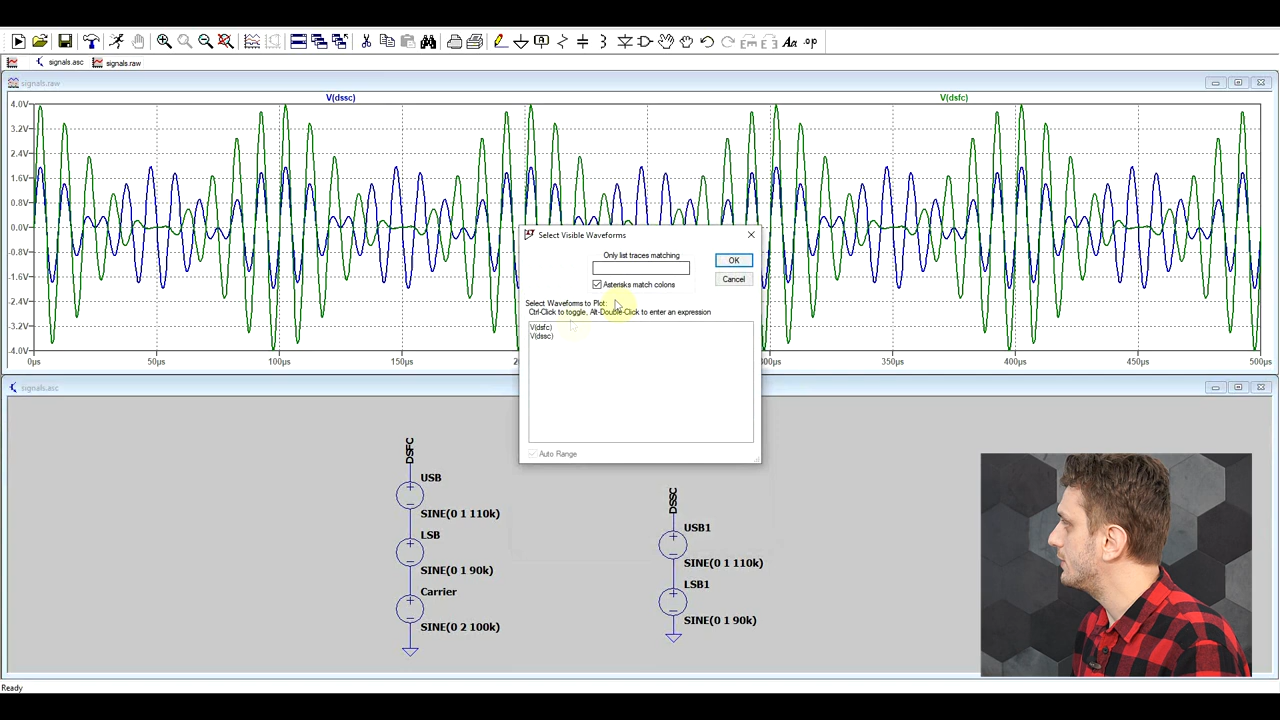 .op
signals.asc
signals.raw
signals.raw
V(dssc)
V(dsfc)
4.0V
3.2V
2.4V
1.6V
0.8V
0.0V
-0.8V
-1.6V
-2.4V
-3.2V
-4.0V
0µs
50µs
100µs
150µs
350µs
400µs
450µs
500µs
Select Visible Waveforms
Only list traces matching
OK
Asterisks match colons
Cancel
Select Waveforms to Plot:
Ctrl-Click to toggle. Alt-Double-Click to enter an expression
V(dsfc)
V(dssc)
Auto Range
signals.asc
DSFC
USB
SINE(0 1 110k)
LSB
SINE(0 1 90k)
Carrier
SINE(0 2 100k)
DSSC
USB1
SINE(0 1 110k)
LSB1
SINE(0 1 90k)
Ready